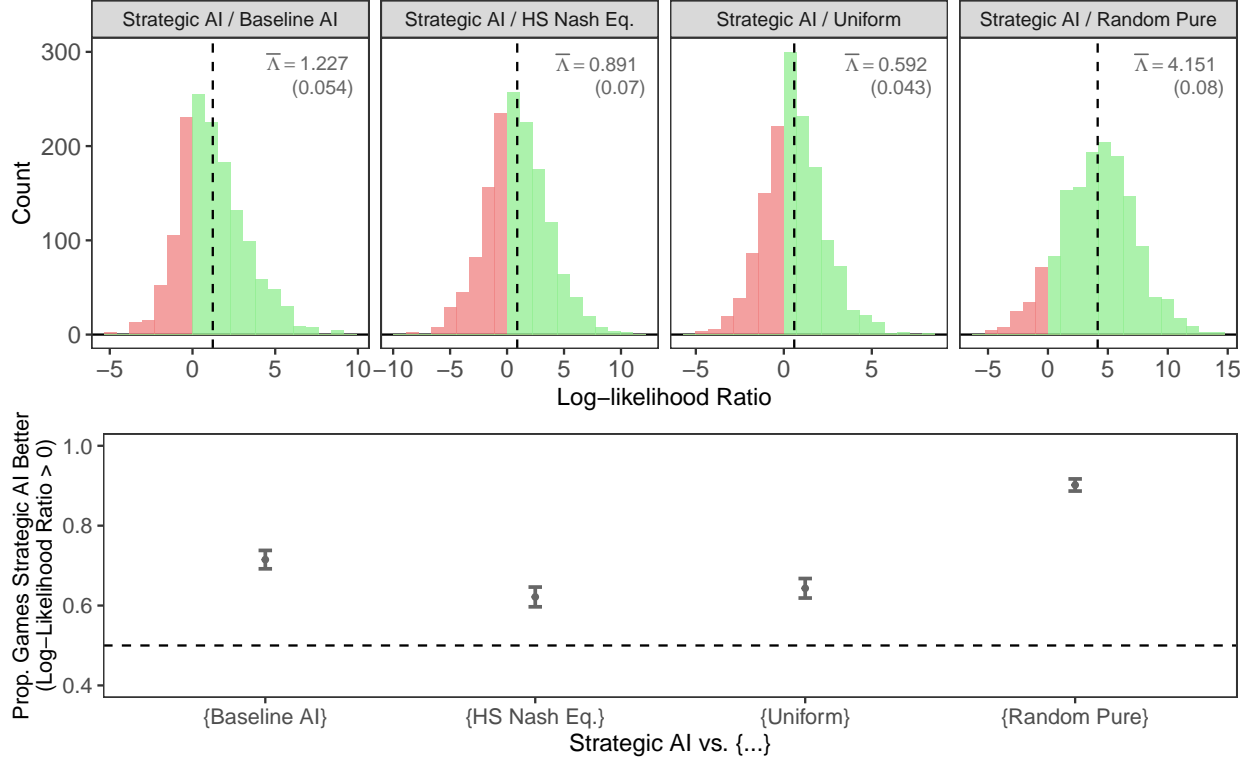 Strategic AI / Baseline AI
Strategic AI / HS Nash Eq.
Strategic AI / Uniform
Strategic AI / Random Pure
Λ = 1.227
(0.054)
Λ = 0.891
(0.07)
Λ = 0.592
(0.043)
Λ = 4.151
(0.08)
300
200
100
0
Count
−5 0 5 10
−10 −5 0 5 10
−5 0 5
−5 0 5 10 15
Log−likelihood Ratio
1.0
0.8
0.6
0.4
Prop. Games Strategic AI Better
(Log−Likelihood Ratio > 0)
{Baseline AI}
{HS Nash Eq.}
{Uniform}
{Random Pure}
Strategic AI vs. {...}